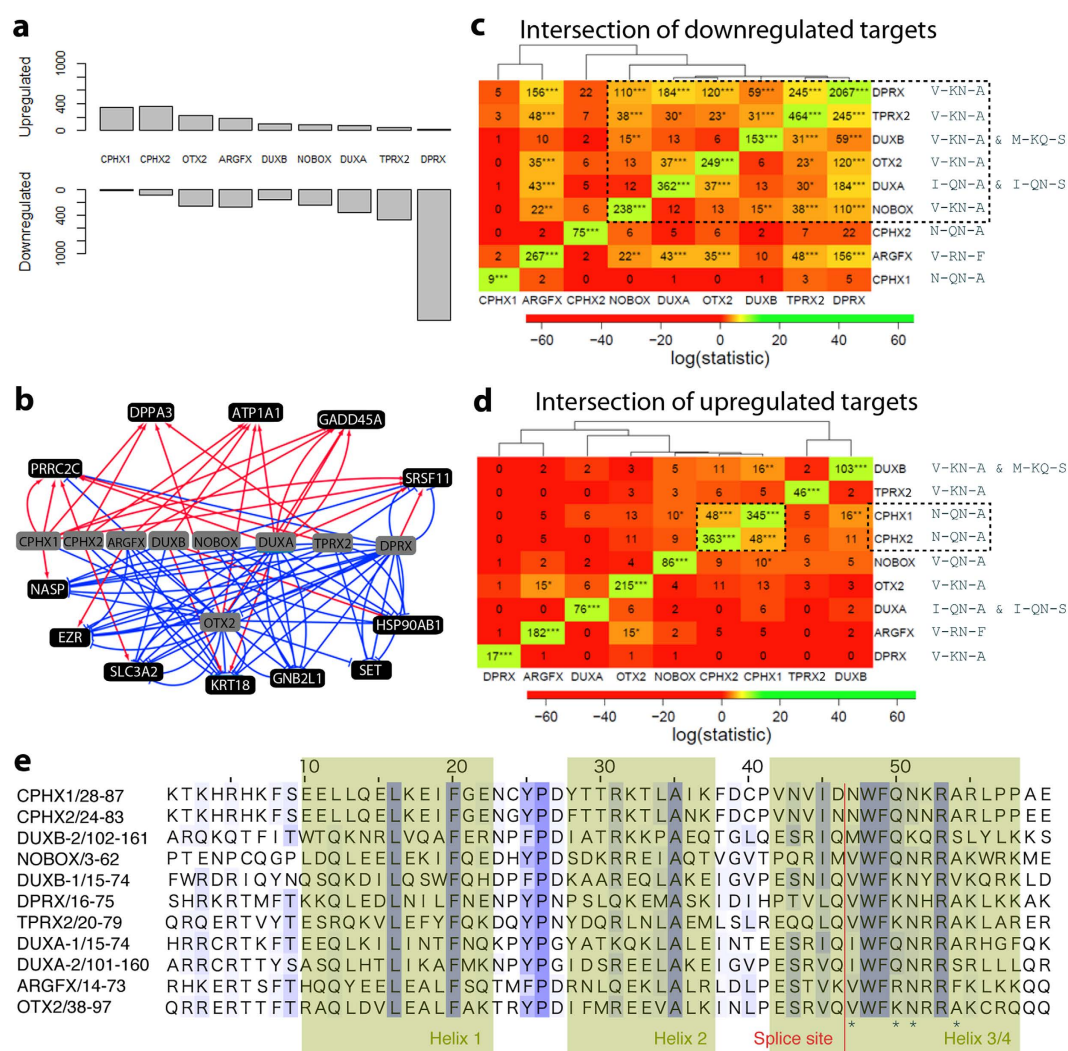 a
Upregulated
1000
400
0
CPHX1 CPHX2 OTX2 ARGFX DUXB NOBOX DUXA TPRX2 DPRX
Downregulated
0
400
1000
b
DPPA3 ATP1A1 GADD45A
PRRC2C SRSF11
CPHX1 CPHX2 ARGFX DUXB NOBOX DUXA TPRX2 DPRX
NASP
OTX2 HSP90AB1
EZR
SLC3A2 KRT18 GNB2L1 SET
c Intersection of downregulated targets
5 156*** 22 110*** 184*** 120*** 59*** 245*** 2067*** DPRX V-KN-A
3 48*** 7 38*** 30* 23* 31*** 464*** 245*** TPRX2 V-KN-A
1 10 2 15** 13 6 153*** 31*** 59*** DUXB V-KN-A & M-KQ-S
0 35*** 6 13 37*** 249*** 6 23* 120*** OTX2 V-KN-A
1 43*** 5 12 362*** 37*** 13 30* 184*** DUXA I-QN-A & I-QN-S
0 22** 6 238*** 12 13 15** 38*** 110*** NOBOX V-KN-A
0 2 75*** 6 5 6 2 7 22 CPHX2 N-QN-A
2 267*** 2 22** 43*** 35*** 10 48*** 156*** ARGFX V-RN-F
9*** 2 0 0 1 0 1 3 5 CPHX1 N-QN-A
CPHX1 ARGFX CPHX2 NOBOX DUXA OTX2 DUXB TPRX2 DPRX
−60 −40 −20 0 20 40 60
log(statistic)
d Intersection of upregulated targets
0 2 2 3 5 11 16** 2 103*** DUXB V-KN-A & M-KQ-S
0 0 0 3 3 6 5 46*** 2 TPRX2 V-KN-A
0 5 6 13 10* 48*** 345*** 5 16** CPHX1 N-QN-A
0 5 0 11 9 363*** 48*** 6 11 CPHX2 N-QN-A
1 2 2 4 86*** 9 10* 3 5 NOBOX V-QN-A
1 15* 6 215*** 4 11 13 3 3 OTX2 V-KN-A
0 0 76*** 6 2 0 6 0 2 DUXA I-QN-A & I-QN-S
1 182*** 0 15* 2 5 5 0 2 ARGFX V-RN-F
17*** 1 0 1 1 0 0 0 0 DPRX V-KN-A
DPRX ARGFX DUXA OTX2 NOBOX CPHX2 CPHX1 TPRX2 DUXB
−60 −40 −20 0 20 40 60
log(statistic)
e
10 20 30 40 50
CPHX1/28-87 KTKHRHKFSEELLQELKEIFGENCYPDYTTRKTLAIKFDCPVNVIDNWFQNKRARLPPAE
CPHX2/24-83 KTKHRHKFSEELLQELKEIFGENGYPDFTTRKTLANKFDCPVNVINNWFQNKRARLPPEE
DUXB-2/102-161 ARQKQTFITWTQKNRLVQAFERNPFPDIATRKKPAEQTGLQESRIQMWFQKQRSLYLKKS
NOBOX/3-62 PTENPCQGPLDQLEELEKIFQEDHYPDSDKRREIAQTVGVTPQRIMVWFQNRRAKWRKME
DUXB-1/15-74 FWRDRIQYNQSQKDILQSWFQHDPFPDKAAREQLAKEIGVPESNIQVWFKNYRVKQRKLD
DPRX/16-75 SHRKRTMFTKKQLEDLNILFNENPYPNPSLQKEMASKIDIHPTVLQVWFKNHRAKLKKAK
TPRX2/20-79 QRQERTVYTESRQKVLEFYFQKDQYPNYDQRLNLAEMLSLREQQLQVWFKNRRAKLARER
DUXA-1/15-74 HRRCRTKFTEEQLKILINTFNQKPYPGYATKQKLALEINTEESRIQIWFQNRRARHGFQK
DUXA-2/101-160 ARRCRTTYSASQLHTLIKAFMKNPYPGIDSREELAKEIGVPESRVQIWFQNRRSRLLLQR
ARGFX/14-73 RHKERTSFTHQQYEELEALFSQTMFPDRNLQEKLALRLDLPESTVKVWFRNRRFKLKKQQ
OTX2/38-97 QRRERTTFTRAQLDVLEALFAKTRYPDIFMREEVALKINLPESRVQVWFKNRRAKCRQQQ
* * * *
Helix 1 Helix 2 Splice site Helix 3/4